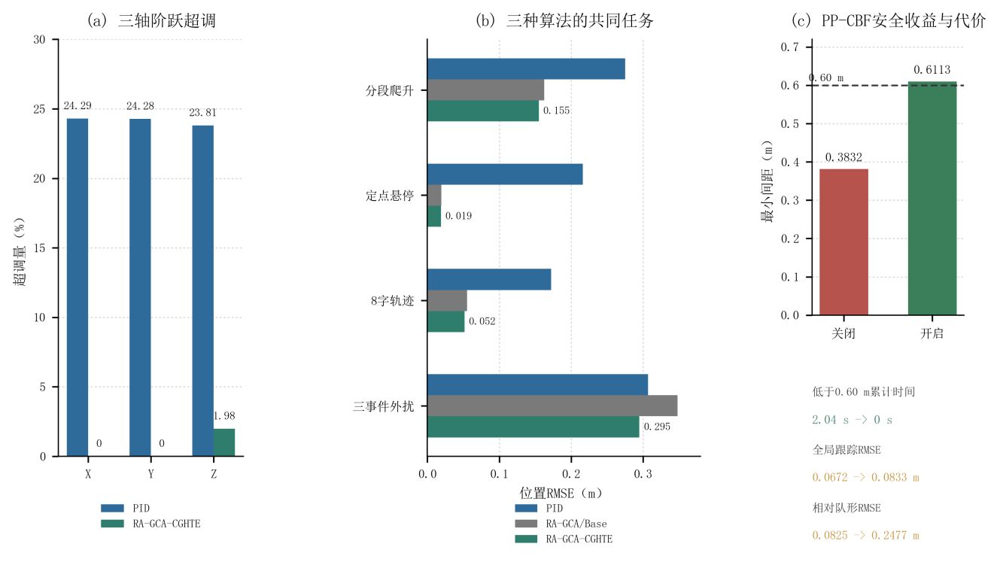 (a) 三轴阶跃超调
超调量 (%)
30
25
20
15
10
5
0
24.29
24.28
23.81
0
0
1.98
X
Y
Z
PID
RA-GCA-CGHTE
(b) 三种算法的共同任务
分段爬升
0.155
定点悬停
0.019
8字轨迹
0.052
三事件外扰
0.295
0.0
0.1
0.2
0.3
位置RMSE (m)
PID
RA-GCA/Base
RA-GCA-CGHTE
(c) PP-CBF安全收益与代价
最小间距 (m)
0.7
0.6
0.5
0.4
0.3
0.2
0.1
0.0
0.60 m
0.6113
0.3832
关闭
开启
低于0.60 m累计时间
2.04 s -> 0 s
全局跟踪RMSE
0.0672 -> 0.0833 m
相对队形RMSE
0.0825 -> 0.2477 m